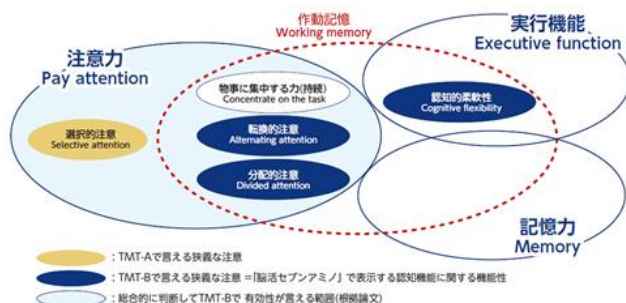 作動記憶
Working memory
実行機能
Executive function
注意力
Pay attention
物事に集中する力(持続)
Concentrate on the task
認知的柔軟性
Cognitive flexibility
選択的注意
Selective attention
転換的注意
Alternating attention
分配的注意
Divided attention
記憶力
Memory
：TMT-Aで言える狭義な注意
：TMT-Bで言える狭義な注意 =「脳活セブンアミノ」で表示する認知機能に関する機能性
：総合的に判断してTMT-Bで 有効性が言える範囲(根拠論文)